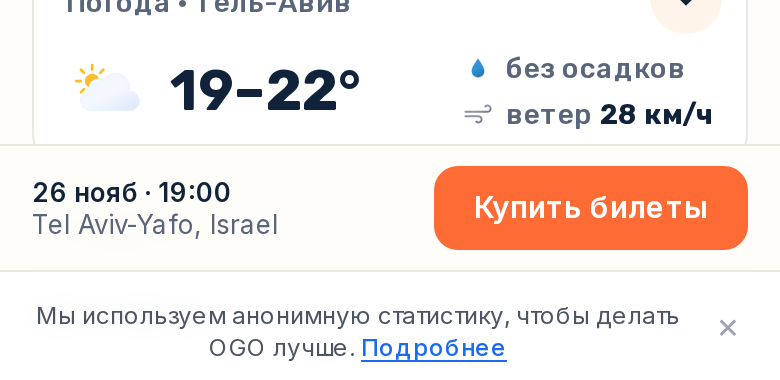 Погода • Тель-Авив
19–22°
без осадков
ветер 28 км/ч
26 нояб · 19:00
Tel Aviv-Yafo, Israel
Купить билеты
Мы используем анонимную статистику, чтобы делать
OGO лучше. Подробнее